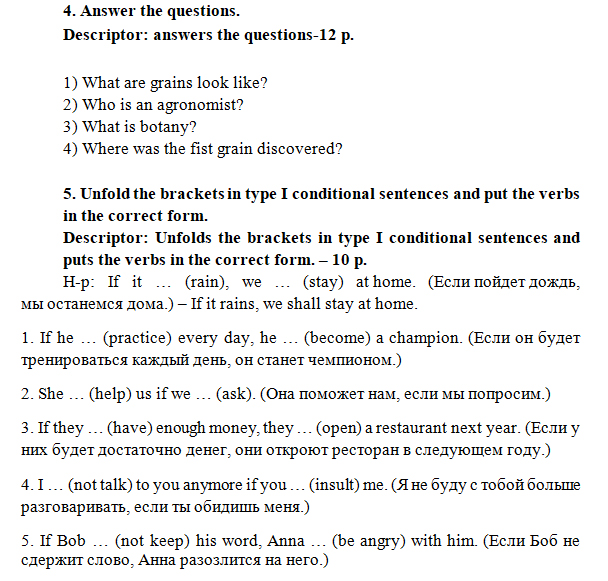 4. Answer the questions.
Descriptor: answers the questions-12 p.
1) What are grains look like?
2) Who is an agronomist?
3) What is botany?
4) Where was the fist grain discovered?
5. Unfold the brackets in type I conditional sentences and put the verbs
in the correct form.
Descriptor: Unfolds the brackets in type I conditional sentences and
puts the verbs in the correct form. – 10 p.
Н-р: If it … (rain), we … (stay) at home. (Если пойдет дождь,
мы останемся дома.) – If it rains, we shall stay at home.
1. If he … (practice) every day, he … (become) a champion. (Если он будет
тренироваться каждый день, он станет чемпионом.)
2. She … (help) us if we … (ask). (Она поможет нам, если мы попросим.)
3. If they … (have) enough money, they … (open) a restaurant next year. (Если у
них будет достаточно денег, они откроют ресторан в следующем году.)
4. I … (not talk) to you anymore if you … (insult) me. (Я не буду с тобой больше
разговаривать, если ты обидишь меня.)
5. If Bob … (not keep) his word, Anna … (be angry) with him. (Если Боб не
сдержит слово, Анна разозлится на него.)